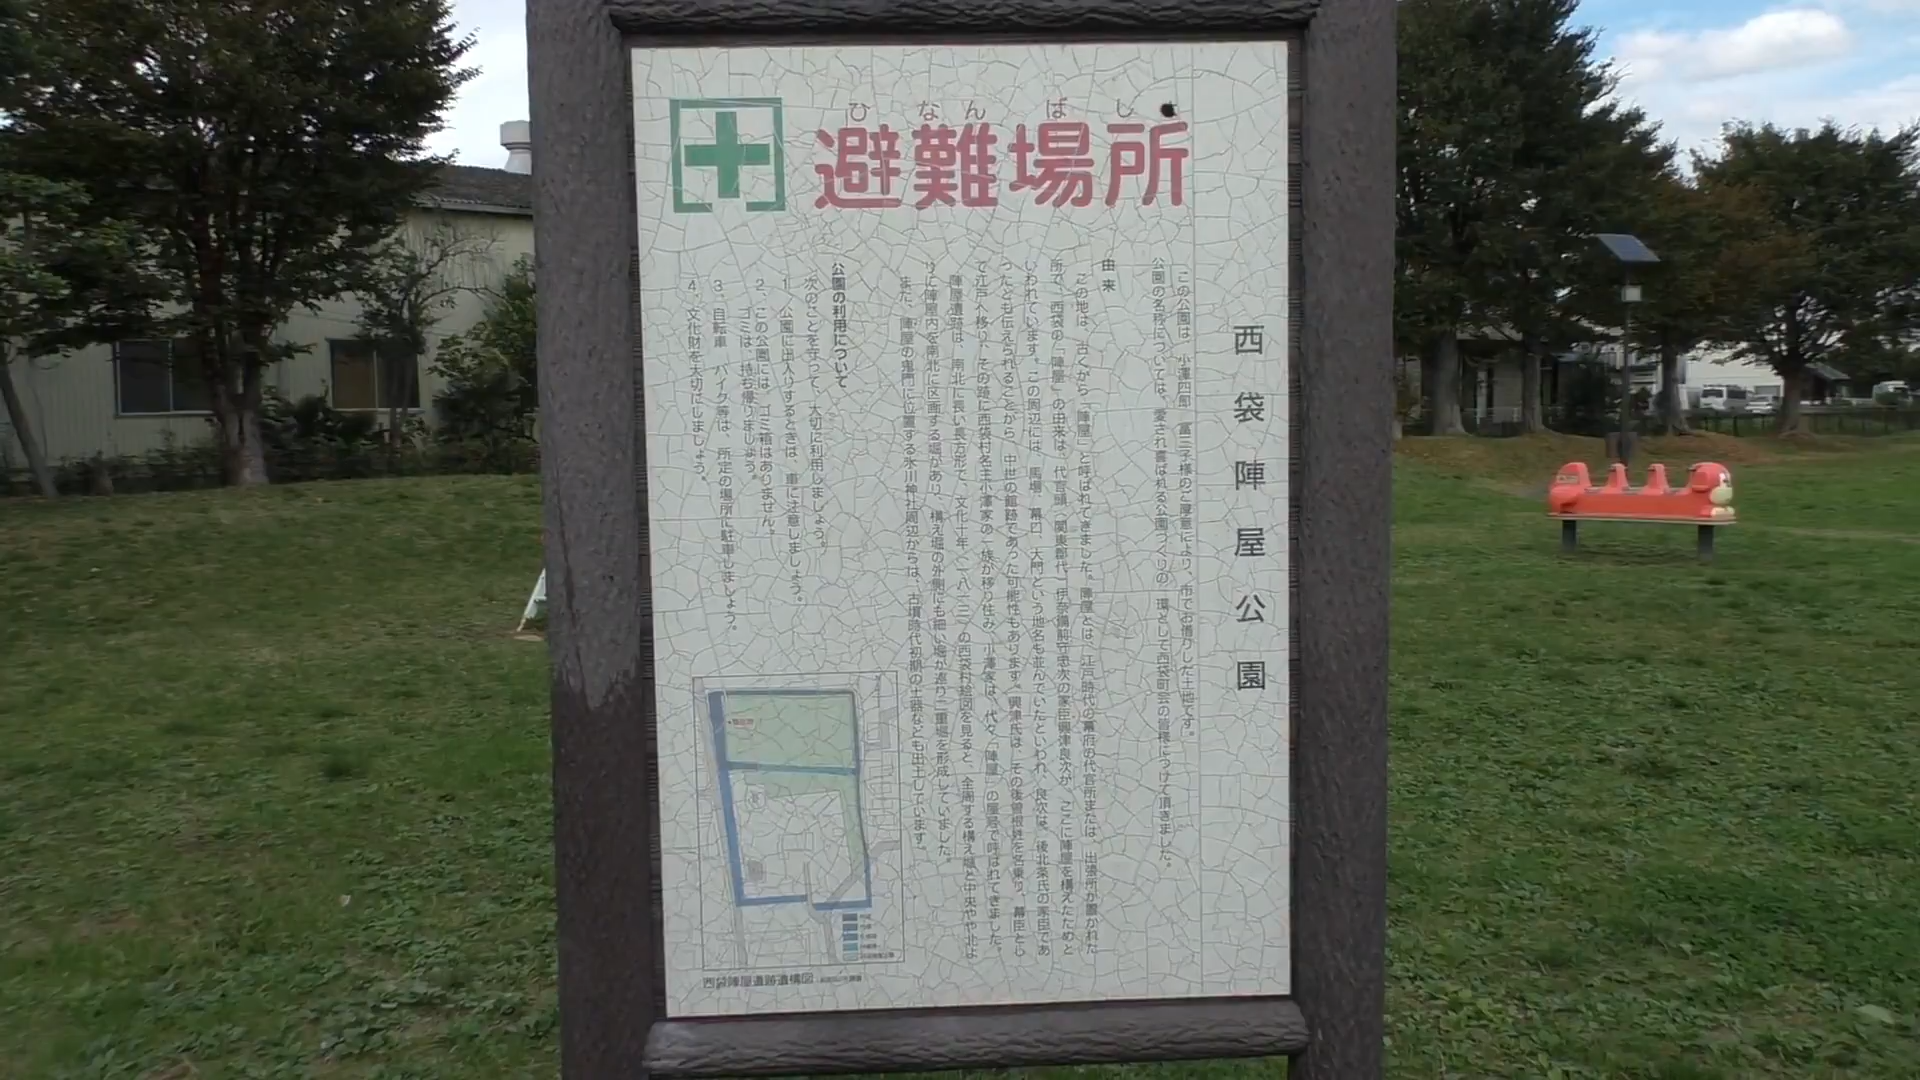 ひなんばし
避難場所
西袋陣屋公園
この公園は、小澤四郎、富二子様のご厚意により、市でお借りした土地です。
公園の名称については、愛され喜ばれる公園づくりの一環として西袋町会の皆様につけて頂きました。
由来
この地は、古くから「陣屋」と呼ばれてきました。陣屋とは、江戸時代の幕府の代官所または、出張所が置かれた
所で、西袋の「陣屋」の由来は、代官頭、関東郡代、伊奈備前守忠次の家臣興津良次が、ここに陣屋を構えたためと
いわれています。この周辺には、馬場、幕口、大門という地名も並んでいたといわれ、良次は、後北条氏の家臣であ
ったとも伝えられることから、中世の館跡であった可能性もあります。興津氏は、その後曽根姓を名乗り、幕臣とし
て江戸へ移り、その跡に西袋村名主小澤家の一族が移り住み、小澤家は、代々「陣屋」の屋号で呼ばれてきました。
陣屋遺跡は、南北に長い長方形で、文化十年(一八一三)の西袋村絵図を見ると、全周する構え堀と中央やや北よ
りに陣屋内を南北に区画する堀があり、構え堀の外側にも細い堀が巡り二重堀を形成していました。
また、陣屋の鬼門に位置する氷川神社周辺からは、古墳時代初期の土器なども出土しています。
公園の利用について
次のことを守って、大切に利用しましょう。
1、公園に出入りするときは、車に注意しましょう。
2、この公園には、ゴミ箱はありません。
ゴミは、持ち帰りましょう。
3、自転車、バイク等は、所定の場所に駐車しましょう。
4、文化財を大切にしましょう。
西袋陣屋遺跡遺構図